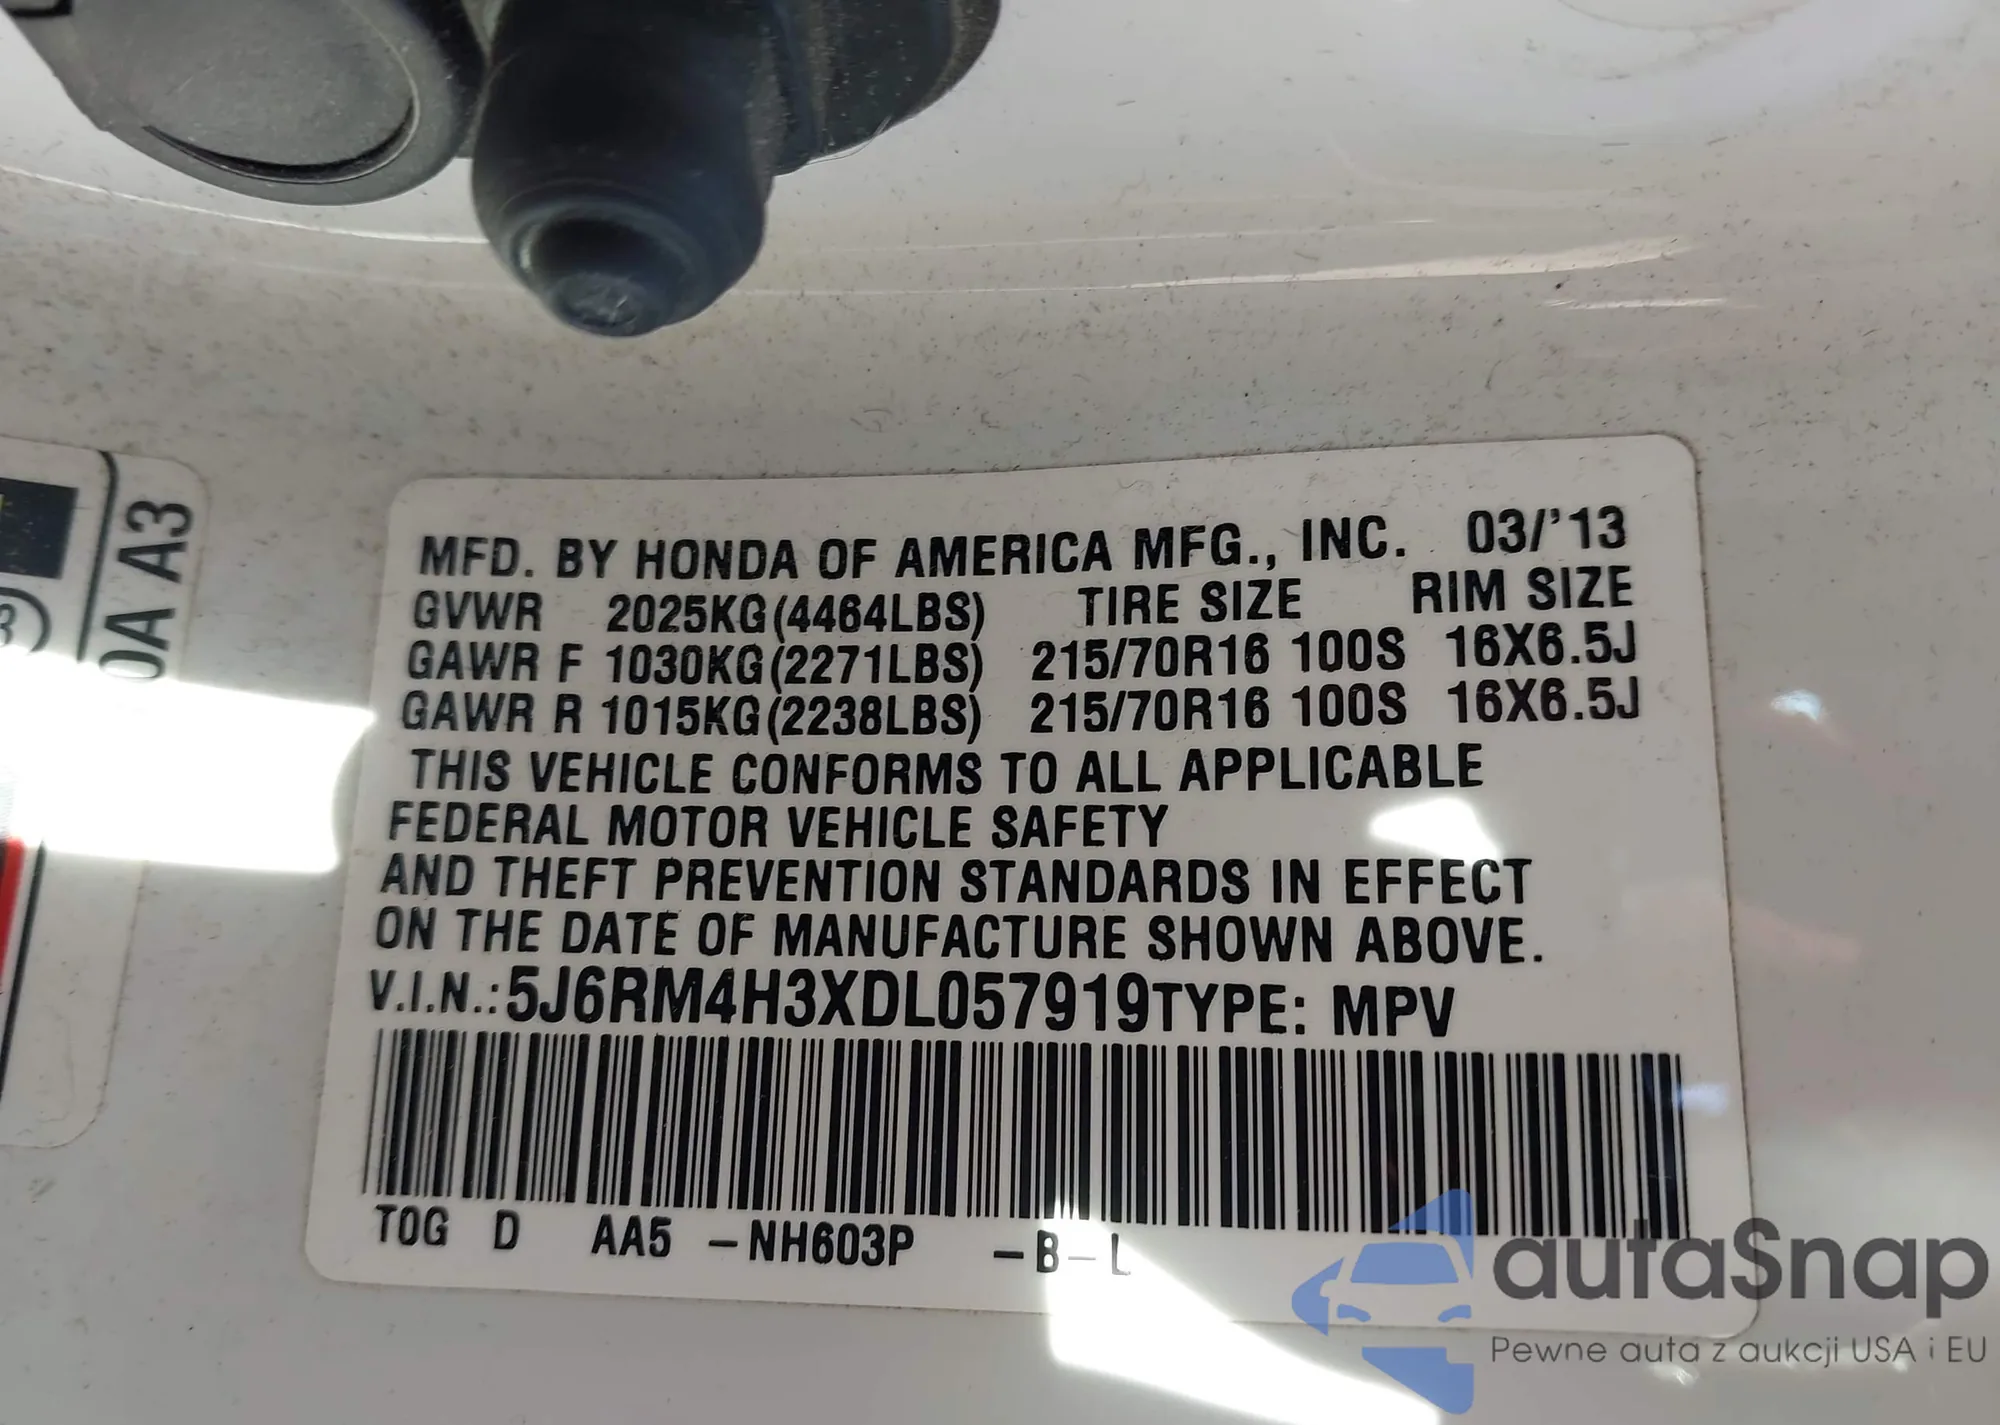 MFD. BY HONDA OF AMERICA MFG., INC. 03/'13
GVWR 2025KG(4464LBS) TIRE SIZE RIM SIZE
GAWR F 1030KG(2271LBS) 215/70R16 100S 16X6.5J
GAWR R 1015KG(2238LBS) 215/70R16 100S 16X6.5J
THIS VEHICLE CONFORMS TO ALL APPLICABLE
FEDERAL MOTOR VEHICLE SAFETY
AND THEFT PREVENTION STANDARDS IN EFFECT
ON THE DATE OF MANUFACTURE SHOWN ABOVE.
V.I.N.:5J6RM4H3XDL057919TYPE: MPV
T0G D AA5 -NH603P -B-L
0A A3
autaSnap
Pewne auta z aukcji USA i EU